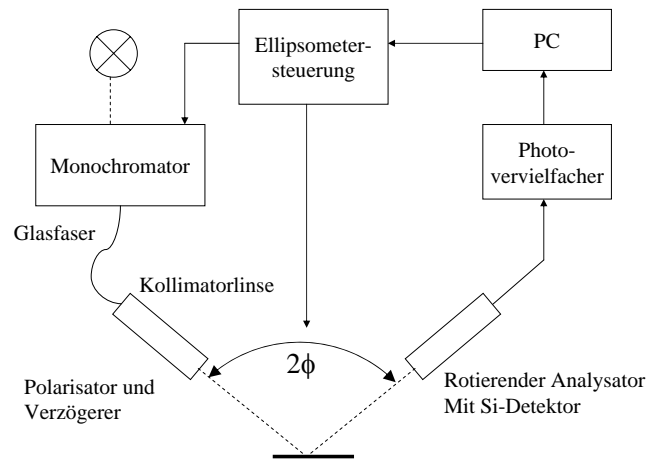 Ellipsometer-
steuerung
PC
Monochromator
Photo-
vervielfacher
Glasfaser
Kollimatorlinse
2ϕ
Polarisator und
Verzögerer
Rotierender Analysator
Mit Si-Detektor